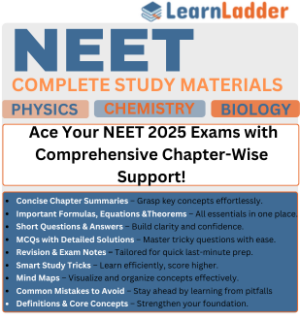 LearnLadder
NEET
COMPLETE STUDY MATERIALS
PHYSICS CHEMISTRY BIOLOGY
Ace Your NEET 2025 Exams with
Comprehensive Chapter-Wise
Support!
• Concise Chapter Summaries – Grasp key concepts effortlessly.
• Important Formulas, Equations &Theorems – All essentials in one place.
• Short Questions & Answers – Build clarity and confidence.
• MCQs with Detailed Solutions – Master tricky questions with ease.
• Revision & Exam Notes – Tailored for quick last-minute prep.
• Smart Study Tricks – Learn efficiently, score higher.
• Mind Maps – Visualize and organize concepts effectively.
• Common Mistakes to Avoid – Stay ahead by learning from pitfalls
• Definitions & Core Concepts – Strengthen your foundation.